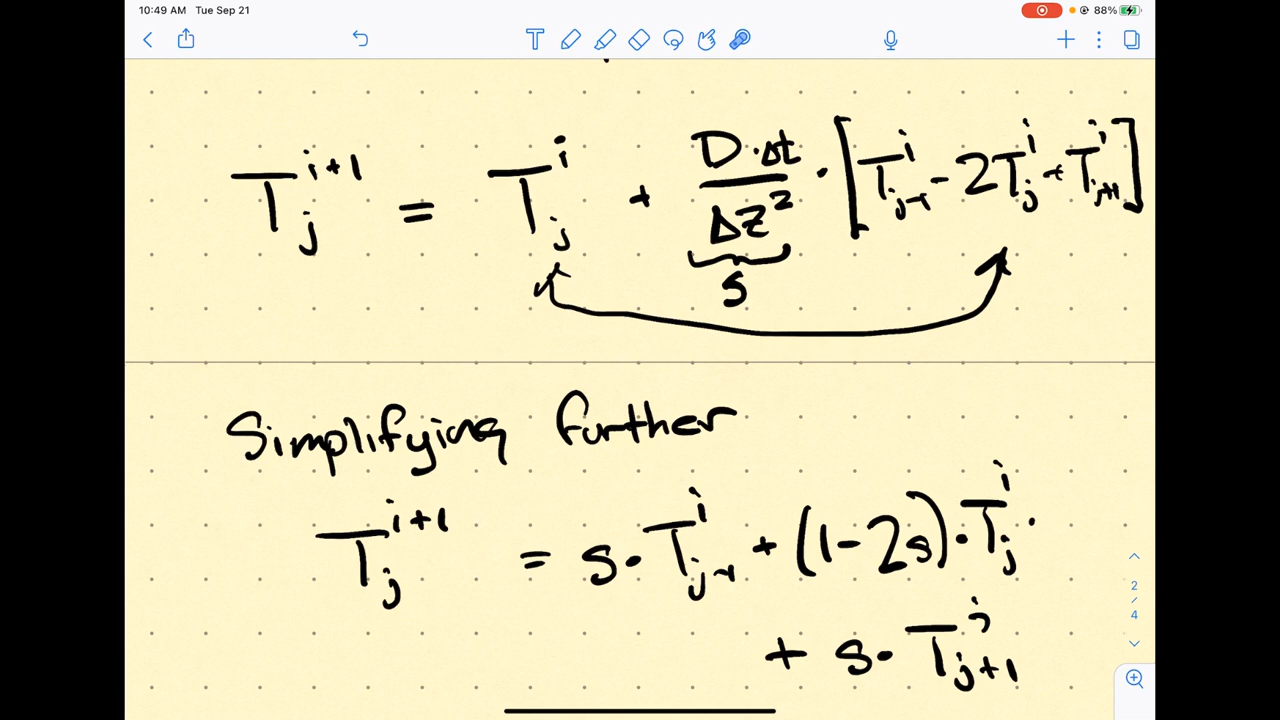 10:49 AM Tue Sep 21 88%
T_j^{i+1} = T_j^i + D·Δt/ΔZ² · [T_{j-1}^i - 2T_j^i + T_{j+1}^i]
s
Simplifying further
T_j^{i+1} = s·T_{j-1}^i + (1-2s)·T_j^i
+ s·T_{j+1}^i
2
/
4